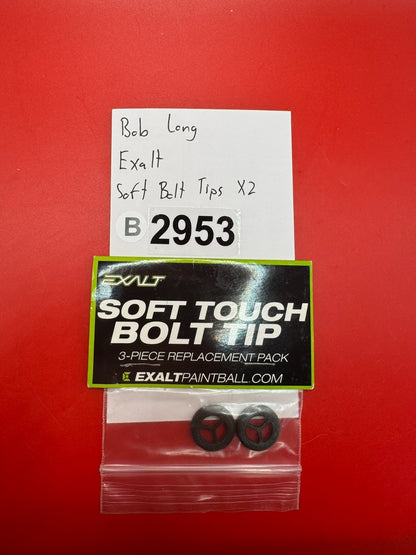 Bob Long
Exalt
Soft Bolt Tips X2
B 2953
EXALT
SOFT TOUCH
BOLT TIP
3-PIECE REPLACEMENT PACK
EXALTPAINTBALL.COM